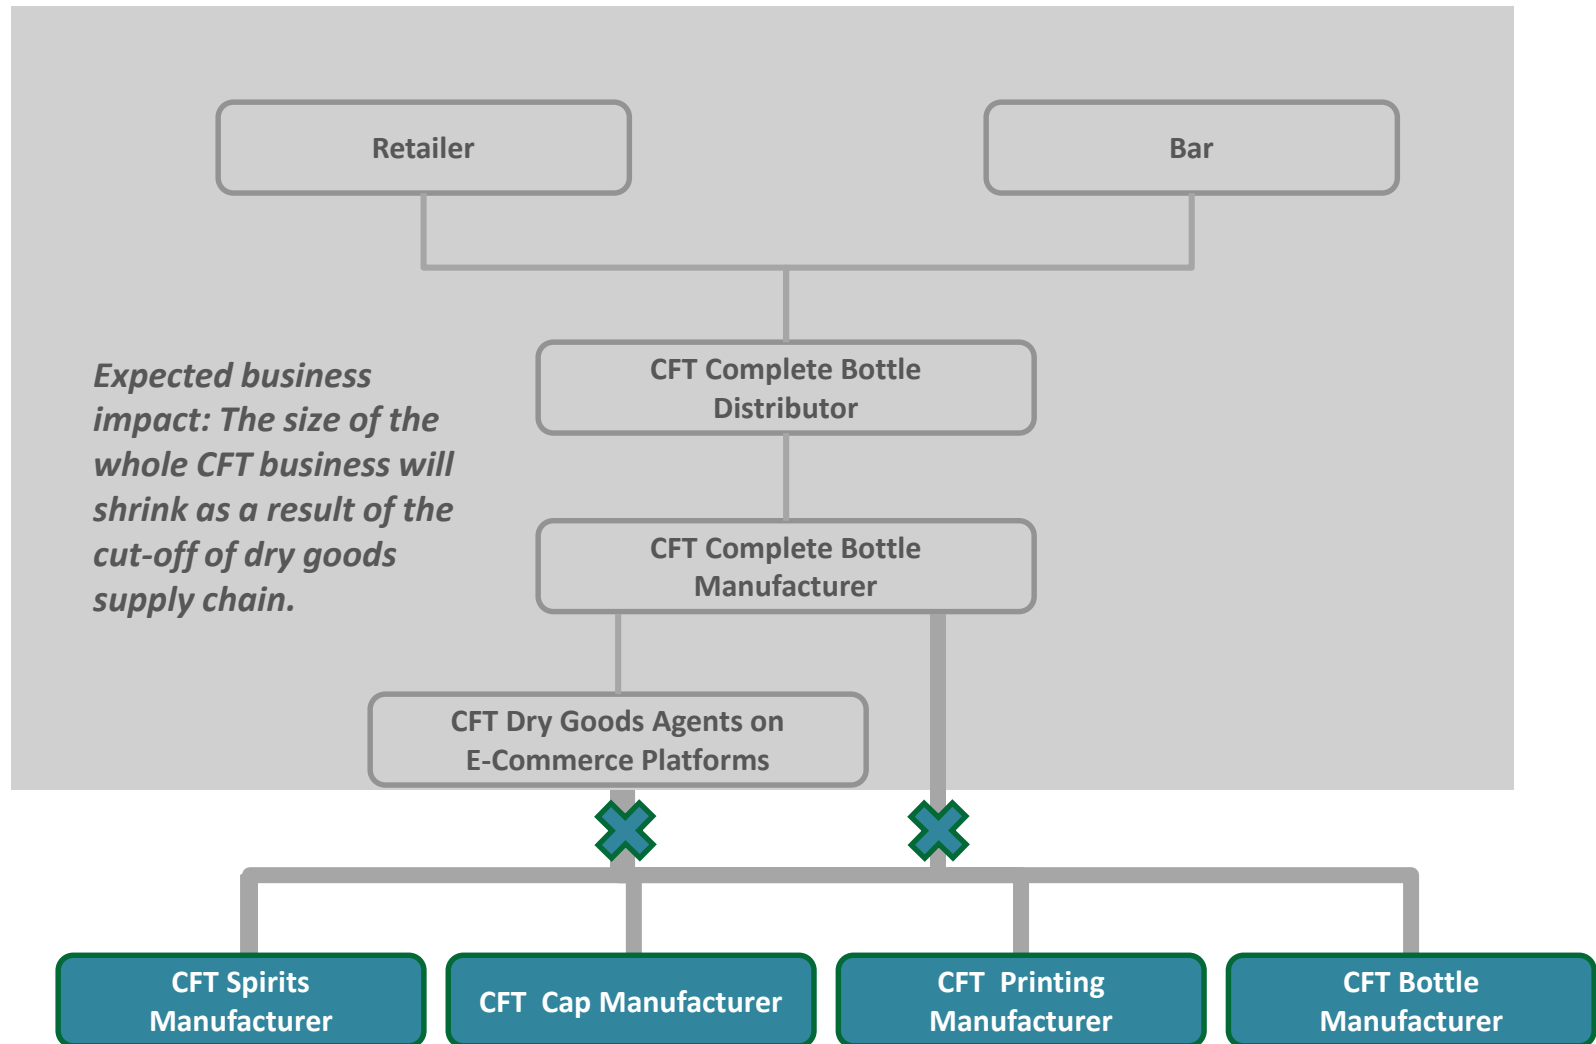 Retailer
Bar
CFT Complete Bottle
Distributor
Expected business
impact: The size of the
whole CFT business will
shrink as a result of the
cut-off of dry goods
supply chain.
CFT Complete Bottle
Manufacturer
CFT Dry Goods Agents on
E-Commerce Platforms
CFT Spirits
Manufacturer
CFT  Cap Manufacturer
CFT  Printing
Manufacturer
CFT Bottle
Manufacturer